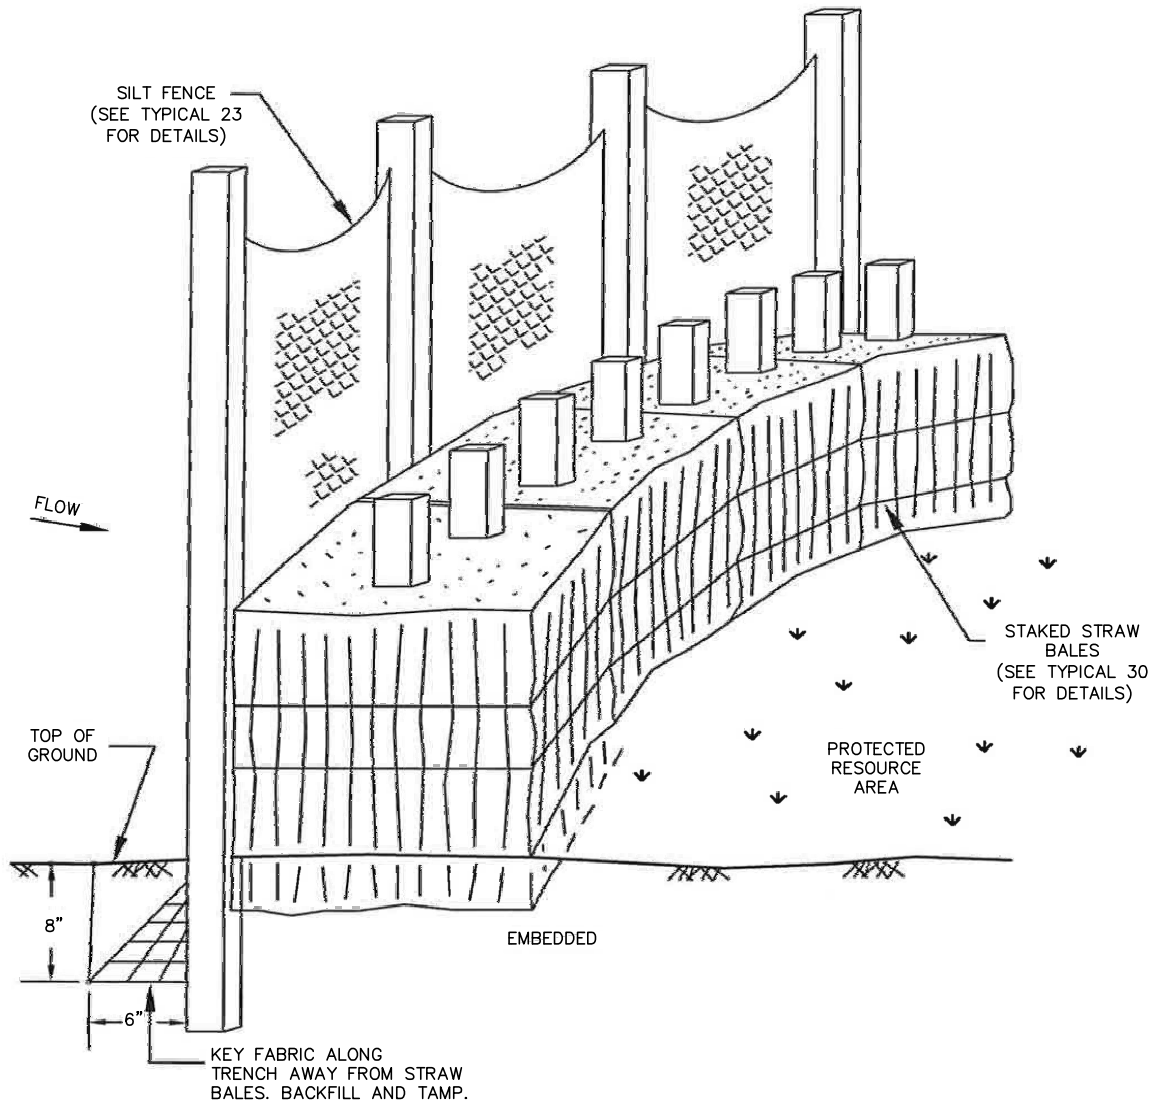 SILT FENCE
(SEE TYPICAL 23
FOR DETAILS)
FLOW
STAKED STRAW
BALES
(SEE TYPICAL 30
FOR DETAILS)
TOP OF
GROUND
PROTECTED
RESOURCE
AREA
8"
EMBEDDED
6"
KEY FABRIC ALONG
TRENCH AWAY FROM STRAW
BALES. BACKFILL AND TAMP.